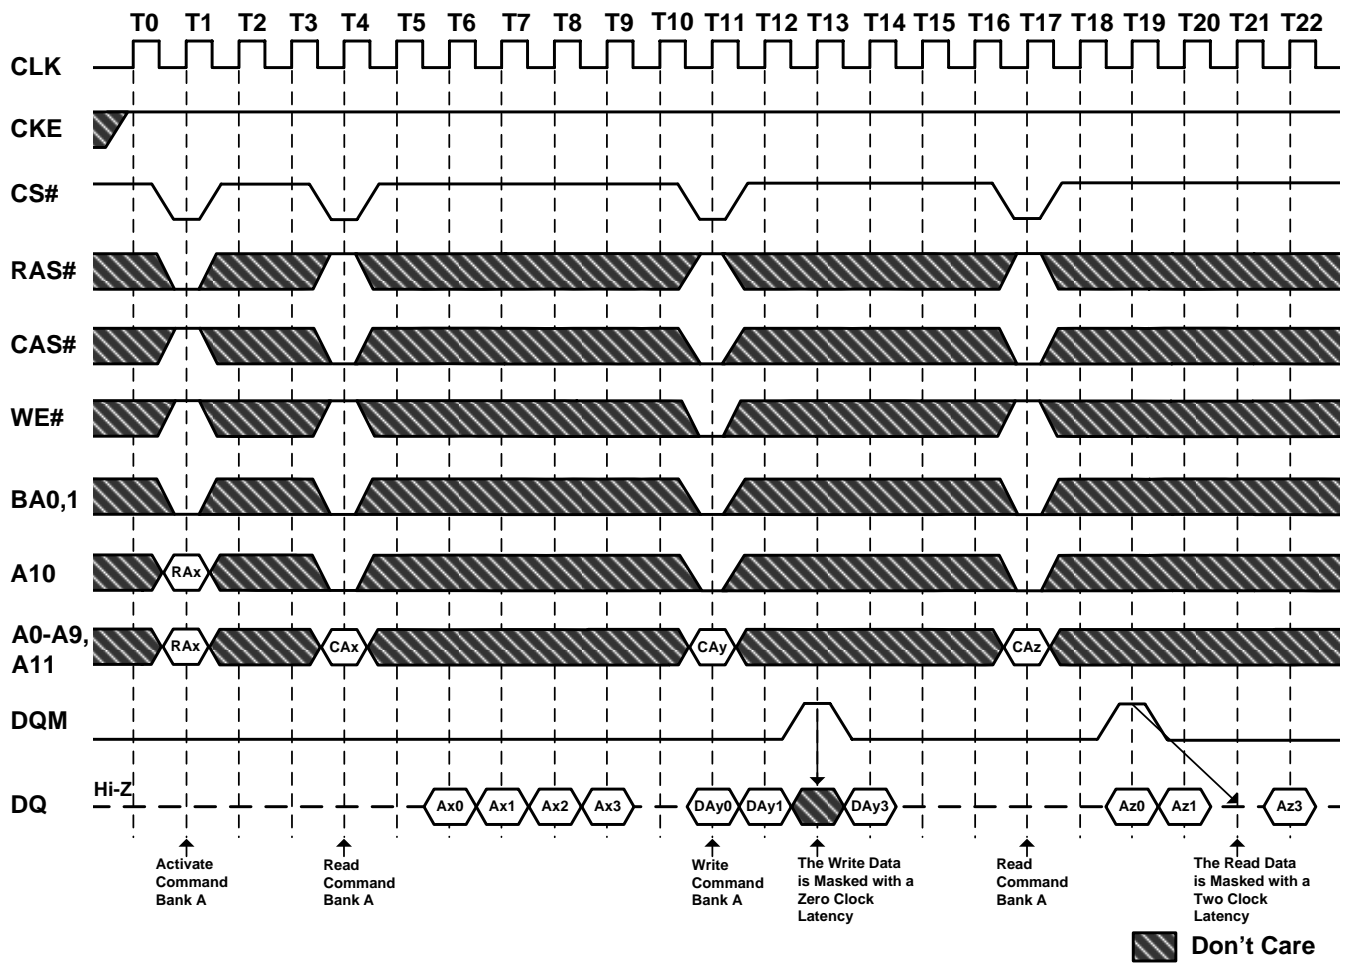 T0 T1 T2 T3 T4 T5 T6 T7 T8 T9 T10 T11 T12 T13 T14 T15 T16 T17 T18 T19 T20 T21 T22
CLK
CKE
CS#
RAS#
CAS#
WE#
BA0,1
A10 RAx
A0-A9,
A11
RAx CAx CAy CAz
DQM
DQ Hi-Z Ax0 Ax1 Ax2 Ax3 DAy0 DAy1 DAy3 Az0 Az1 Az3
Activate
Command
Bank A
Read
Command
Bank A
Write
Command
Bank A
The Write Data
is Masked with a
Zero Clock
Latency
Read
Command
Bank A
The Read Data
is Masked with a
Two Clock
Latency
Don't Care